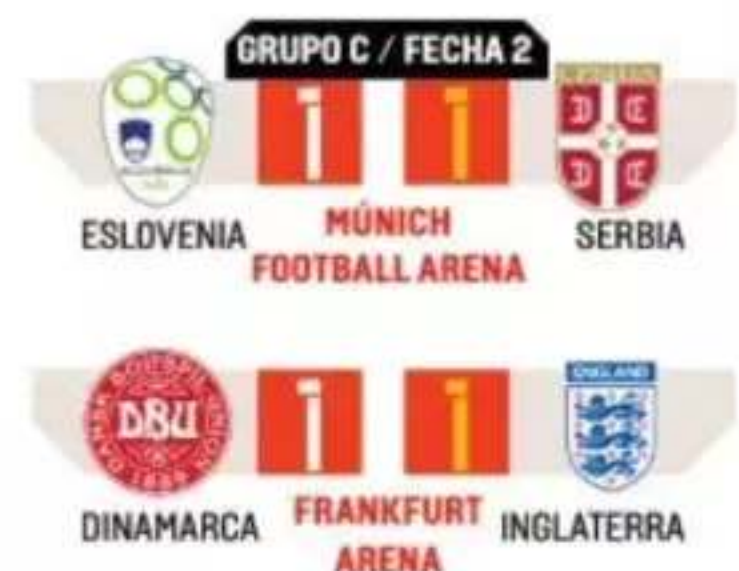 GRUPO C / FECHA 2
1 1
ESLOVENIA
MÚNICH
FOOTBALL ARENA
SERBIA
DBU
ENGLAND
1 1
DINAMARCA
FRANKFURT
ARENA
INGLATERRA